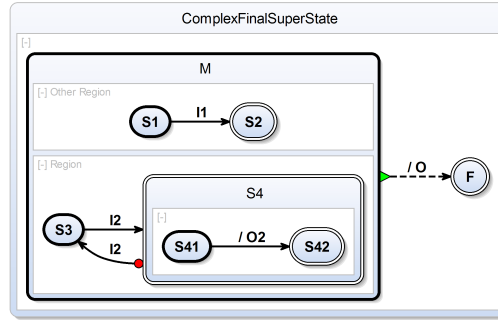 ComplexFinalSuperState
[-]
M
[-] Other Region
S1
I1
S2
[-] Region
S3
I2
I2
S4
[-]
S41
/ O2
S42
/ O
F